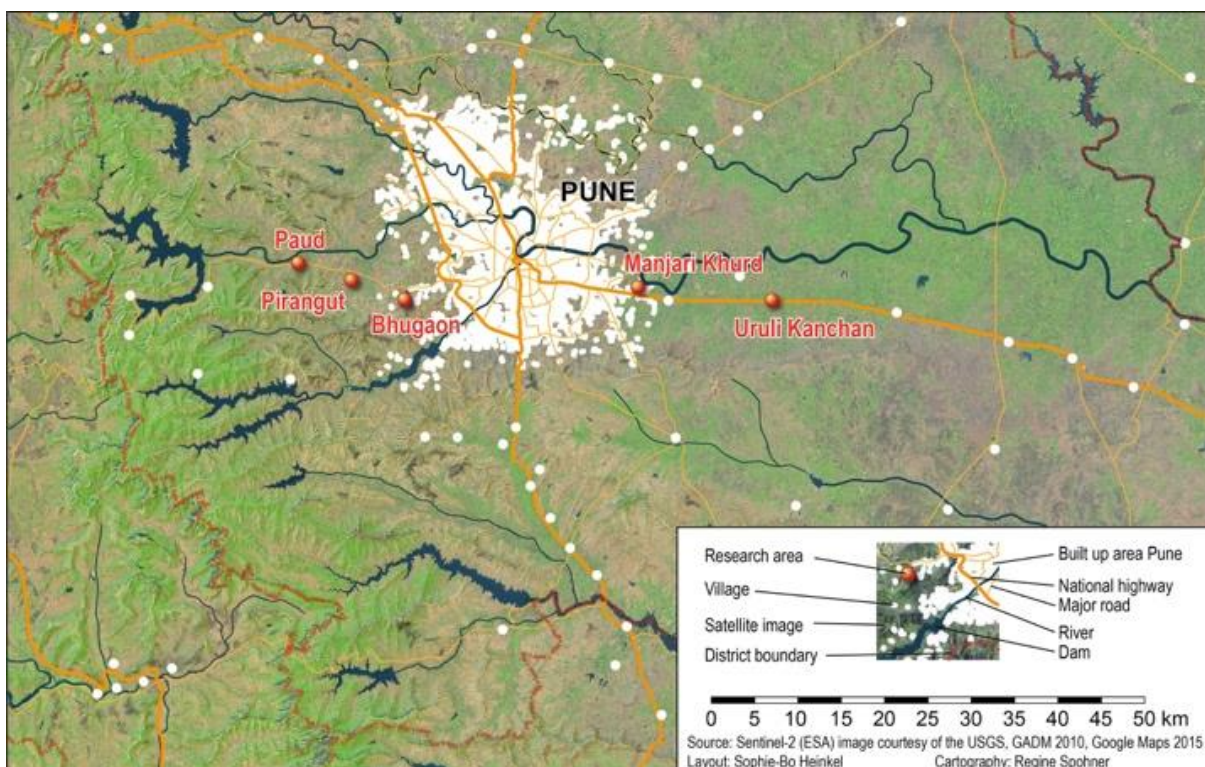 PUNE
Paud
Manjari Khurd
Pirangut
Bhugaon
Uruli Kanchan
Research area
Built up area Pune
Village
National highway
Major road
Satellite image
River
District boundary
Dam
0 5 10 15 20 25 30 35 40 45 50 km
Source: Sentinel-2 (ESA) image courtesy of the USGS, GADM 2010, Google Maps 2015
Layout: Sophie-Bo Heinkel Cartography: Regine Spohner